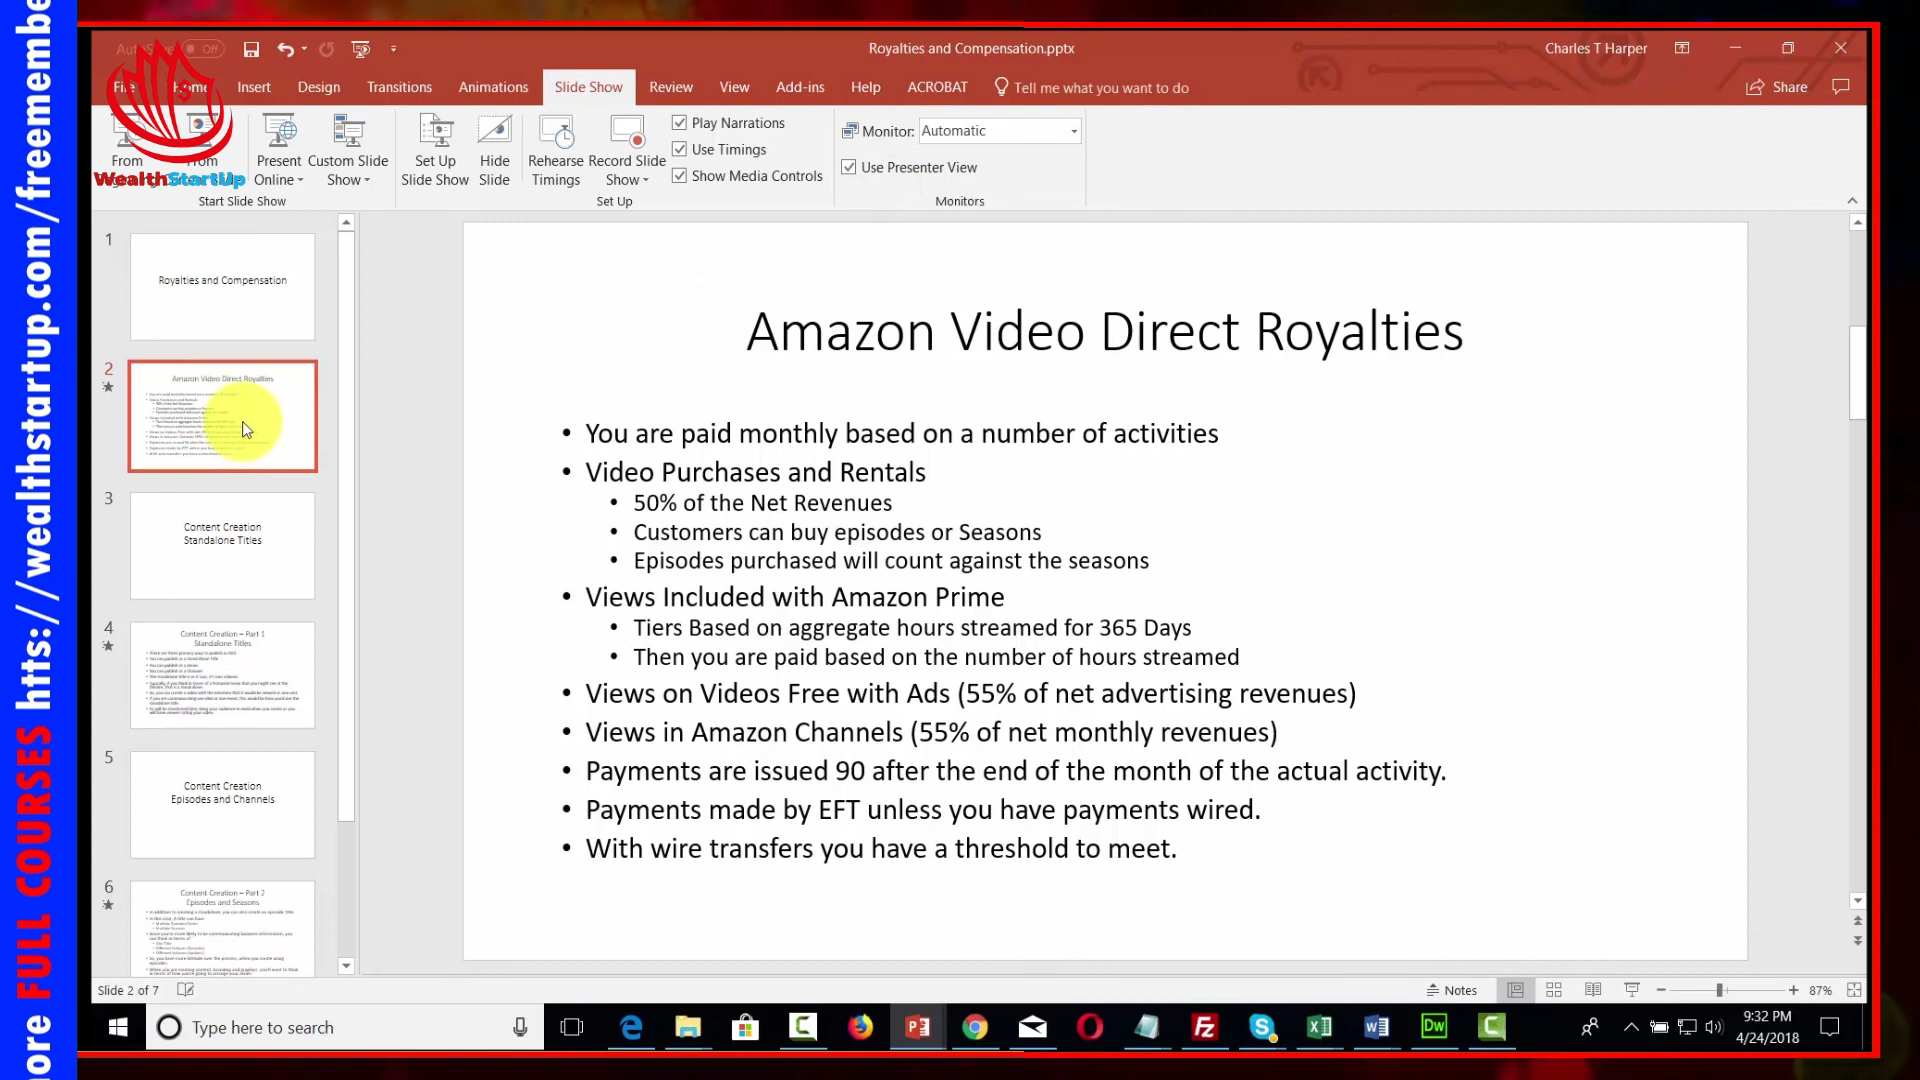 more FULL COURSES htts://wealthstartup.com/freemembe
AutoSave Off
Royalties and Compensation.pptx
Charles T Harper
File Home Insert Design Transitions Animations Slide Show Review View Add-ins Help ACROBAT Tell me what you want to do
Share
WealthStartUp
From
From
Present
Online
Custom Slide
Show
Set Up
Slide Show
Hide
Slide
Rehearse
Timings
Record Slide
Show
Play Narrations
Use Timings
Show Media Controls
Monitor: Automatic
Use Presenter View
Start Slide Show
Set Up
Monitors
1
Royalties and Compensation
2
Amazon Video Direct Royalties
3
Content Creation
Standalone Titles
4
Content Creation – Part 1
Standalone Titles
5
Content Creation
Episodes and Channels
6
Content Creation – Part 2
Episodes and Seasons
Amazon Video Direct Royalties
• You are paid monthly based on a number of activities
• Video Purchases and Rentals
• 50% of the Net Revenues
• Customers can buy episodes or Seasons
• Episodes purchased will count against the seasons
• Views Included with Amazon Prime
• Tiers Based on aggregate hours streamed for 365 Days
• Then you are paid based on the number of hours streamed
• Views on Videos Free with Ads (55% of net advertising revenues)
• Views in Amazon Channels (55% of net monthly revenues)
• Payments are issued 90 after the end of the month of the actual activity.
• Payments made by EFT unless you have payments wired.
• With wire transfers you have a threshold to meet.
Slide 2 of 7
Notes
87%
Type here to search
9:32 PM
4/24/2018